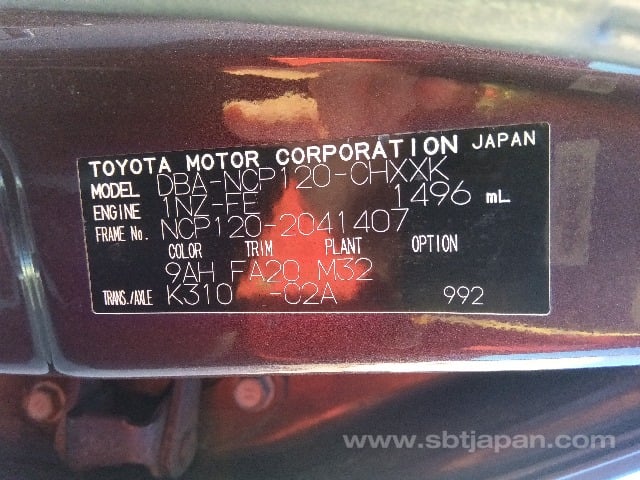 TOYOTA MOTOR CORPORATION JAPAN
MODEL DBA-NCP120-CHXXK
ENGINE 1NZ-FE 1496 mL
FRAME No. NCP120-2041407
COLOR TRIM PLANT OPTION
9AH FA20 M32
TRANS./AXLE K310 -C2A 992
www.sbtjapan.com